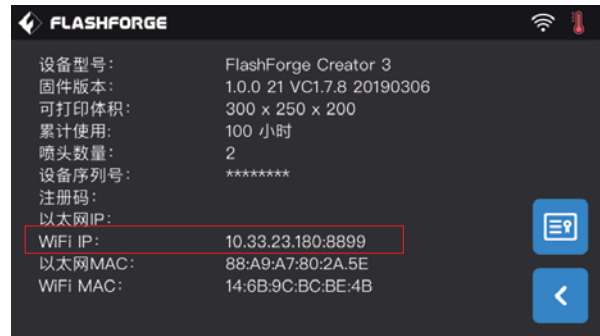 FLASHFORGE
设备型号: FlashForge Creator 3
固件版本: 1.0.0 21 VC1.7.8 20190306
可打印体积: 300 x 250 x 200
累计使用: 100 小时
喷头数量: 2
设备序列号: ********
注册码:
以太网IP:
WiFi IP: 10.33.23.180:8899
以太网MAC: 88:A9:A7:80:2A.5E
WiFi MAC: 14:6B:9C:BC:BE:4B